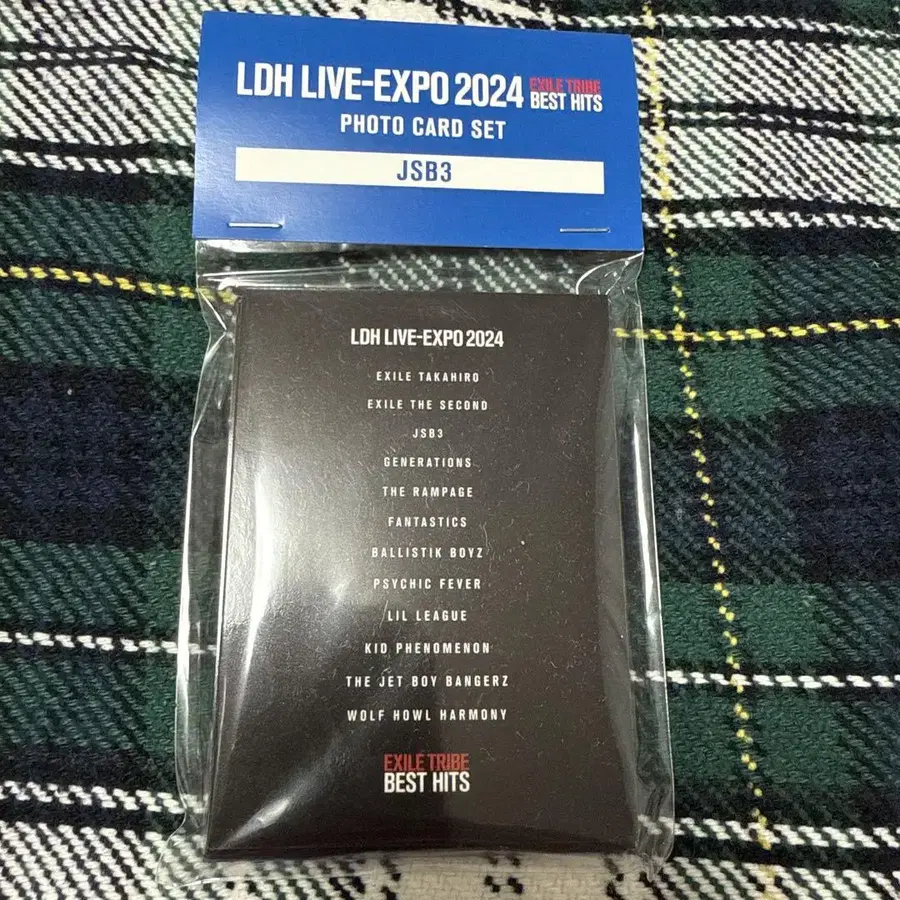 LDH LIVE-EXPO 2024 EXILE TRIBE BEST HITS
PHOTO CARD SET
JSB3
LDH LIVE-EXPO 2024
EXILE TAKAHIRO
EXILE THE SECOND
JSB3
GENERATIONS
THE RAMPAGE
FANTASTICS
BALLISTIK BOYZ
PSYCHIC FEVER
LIL LEAGUE
KID PHENOMENON
THE JET BOY BANGERZ
WOLF HOWL HARMONY
EXILE TRIBE
BEST HITS